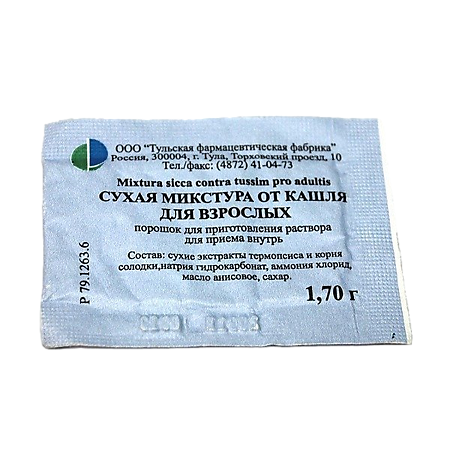 ООО "Тульская фармацевтическая фабрика"
Россия, 300004, г. Тула, Торховский проезд, 10
Тел./факс: (4872) 41-04-73
Mixtura sicca contra tussim pro adultis
СУХАЯ МИКСТУРА ОТ КАШЛЯ
ДЛЯ ВЗРОСЛЫХ
порошок для приготовления раствора
для приема внутрь
Состав: сухие экстракты термопсиса и корня
солодки,натрия гидрокарбонат, аммония хлорид,
масло анисовое, сахар.
1,70 г
Р 79.1263.6